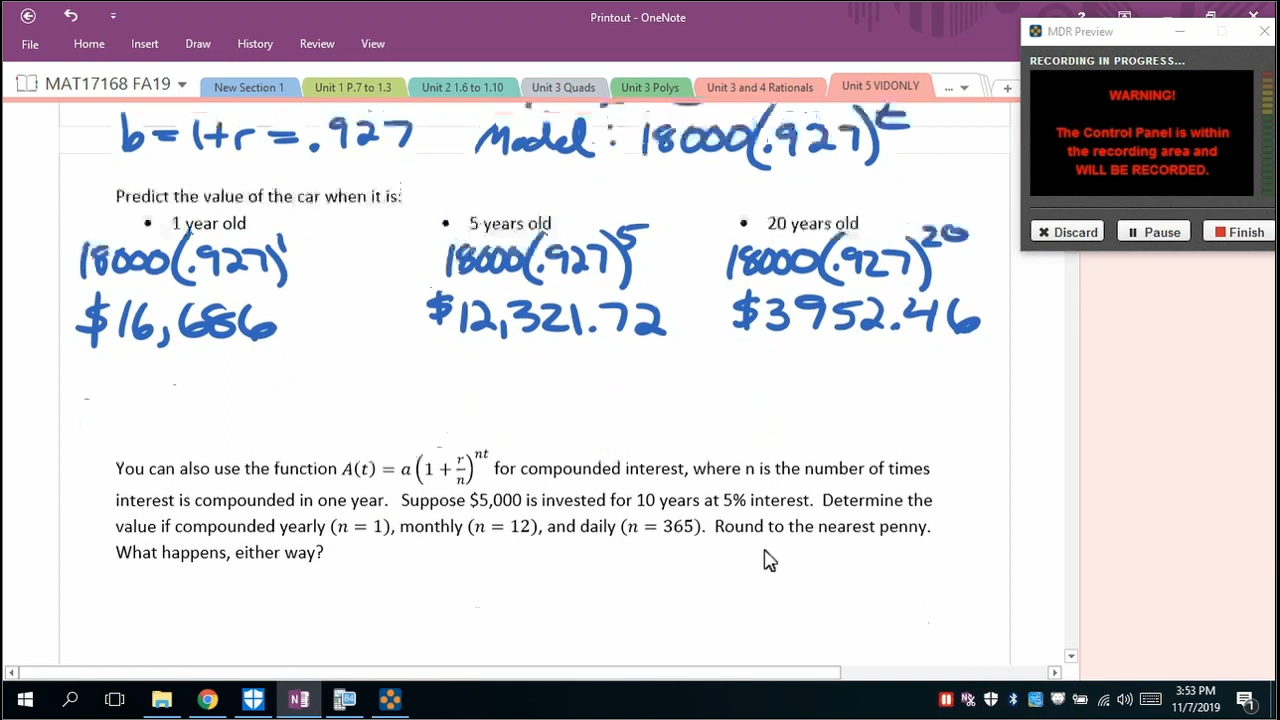 Printout - OneNote
?
File Home Insert Draw History Review View
MAT17168 FA19
New Section 1
Unit 1 P.7 to 1.3
Unit 2 1.6 to 1.10
Unit 3 Quads
Unit 3 Polys
Unit 3 and 4 Rationals
Unit 5 VIDONLY
...
+
MDR Preview
RECORDING IN PROGRESS...
WARNING!
The Control Panel is within
the recording area and
WILL BE RECORDED.
Discard
Pause
Finish
b = 1+r = .927 Model: 18000(.927)^t
Predict the value of the car when it is:
• 1 year old • 5 years old • 20 years old
18000(.927)^1 18000(.927)^5 18000(.927)^20
$16,686 $12,321.72 $3952.46
You can also use the function A(t) = a(1 + r/n)^nt for compounded interest, where n is the number of times
interest is compounded in one year. Suppose $5,000 is invested for 10 years at 5% interest. Determine the
value if compounded yearly (n = 1), monthly (n = 12), and daily (n = 365). Round to the nearest penny.
What happens, either way?
3:53 PM
11/7/2019
1